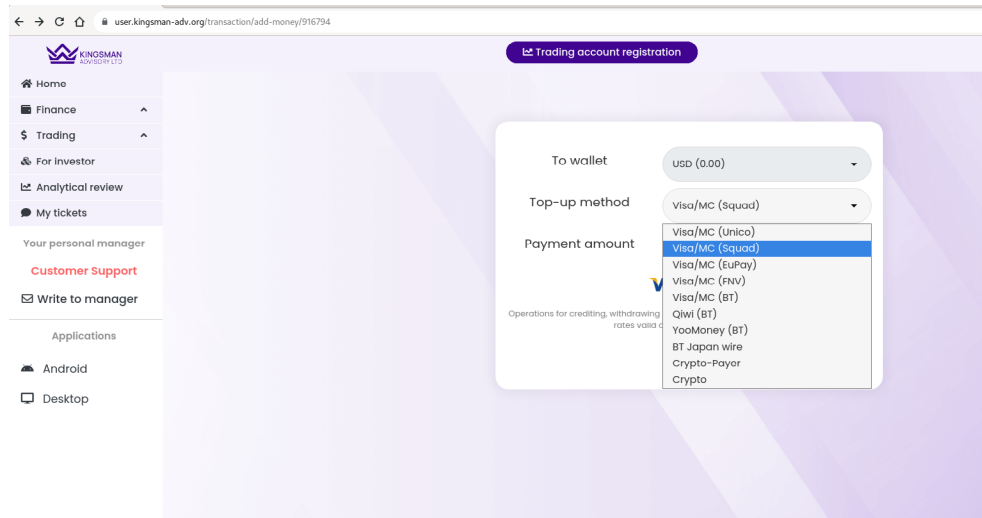 user.kingsman-adv.org/transaction/add-money/916794
KINGSMAN
ADVISORY LTD
Trading account registration
Home
Finance
$ Trading
For investor
Analytical review
My tickets
Your personal manager
Customer Support
Write to manager
Applications
Android
Desktop
To wallet
USD (0.00)
Top-up method
Visa/MC (Squad)
Payment amount
Visa/MC (Unico)
Visa/MC (Squad)
Visa/MC (EuPay)
Visa/MC (FNV)
Visa/MC (BT)
Qiwi (BT)
YooMoney (BT)
BT Japan wire
Crypto-Payer
Crypto
Operations for crediting, withdrawing
rates valid